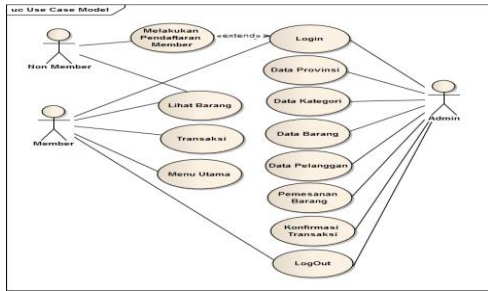 uc Use Case Model
Melakukan
Pendaftaran
Member
«extend»
Login
Non Member
Data Provinsi
Lihat Barang
Data Kategori
Admin
Member
Transaksi
Data Barang
Menu Utama
Data Pelanggan
Pemesanan
Barang
Konfirmasi
Transaksi
LogOut